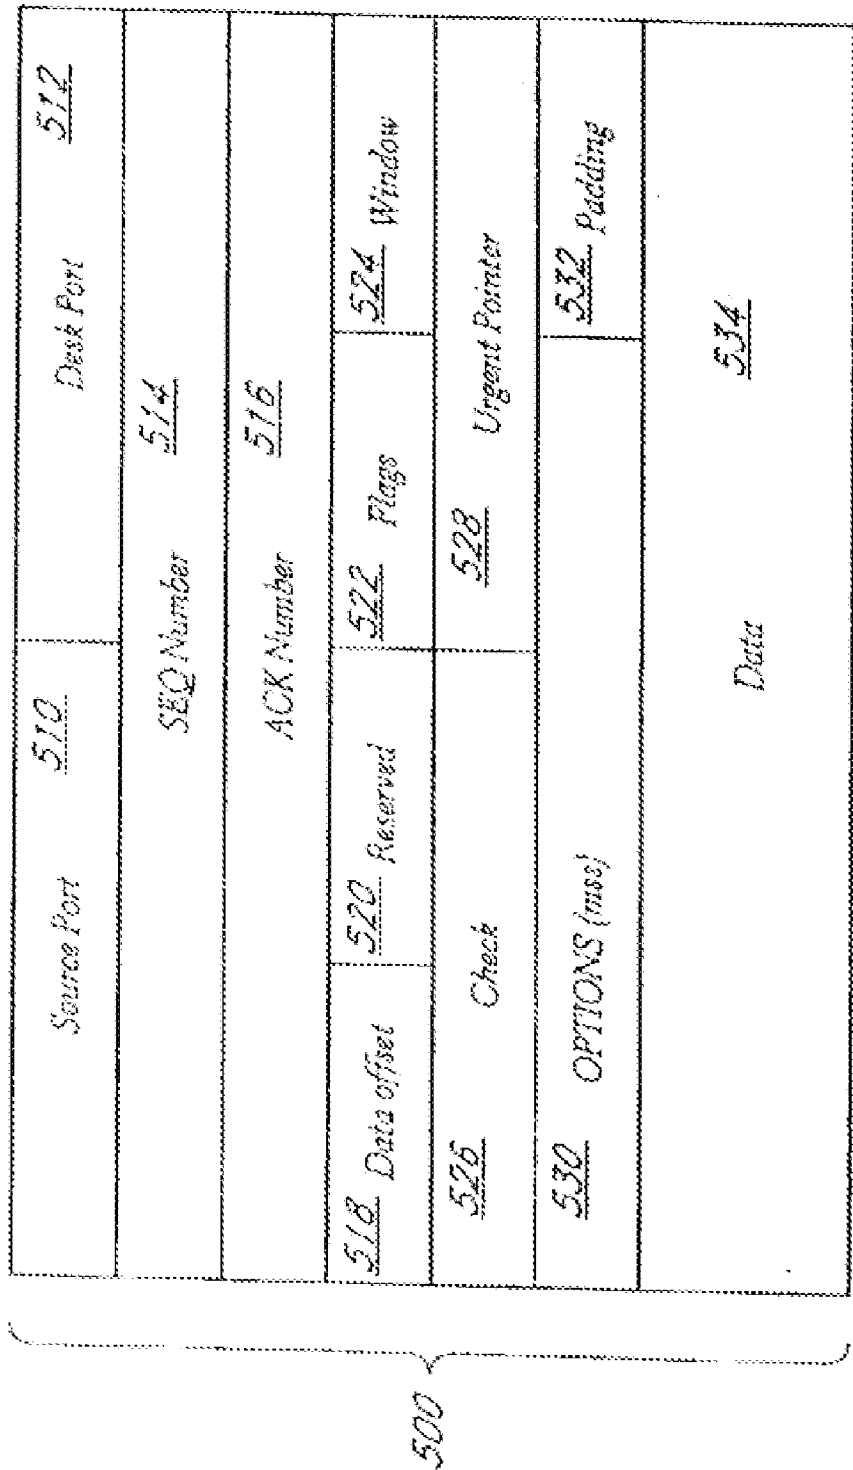 500
Source Port 510 Desk Port 512
SEQ Number 514
ACK Number 516
518 Data offset 520 Reserved 522 Flags 524 Window
526 Check 528 Urgent Pointer
530 OPTIONS (mss) 532 Padding
Data 534